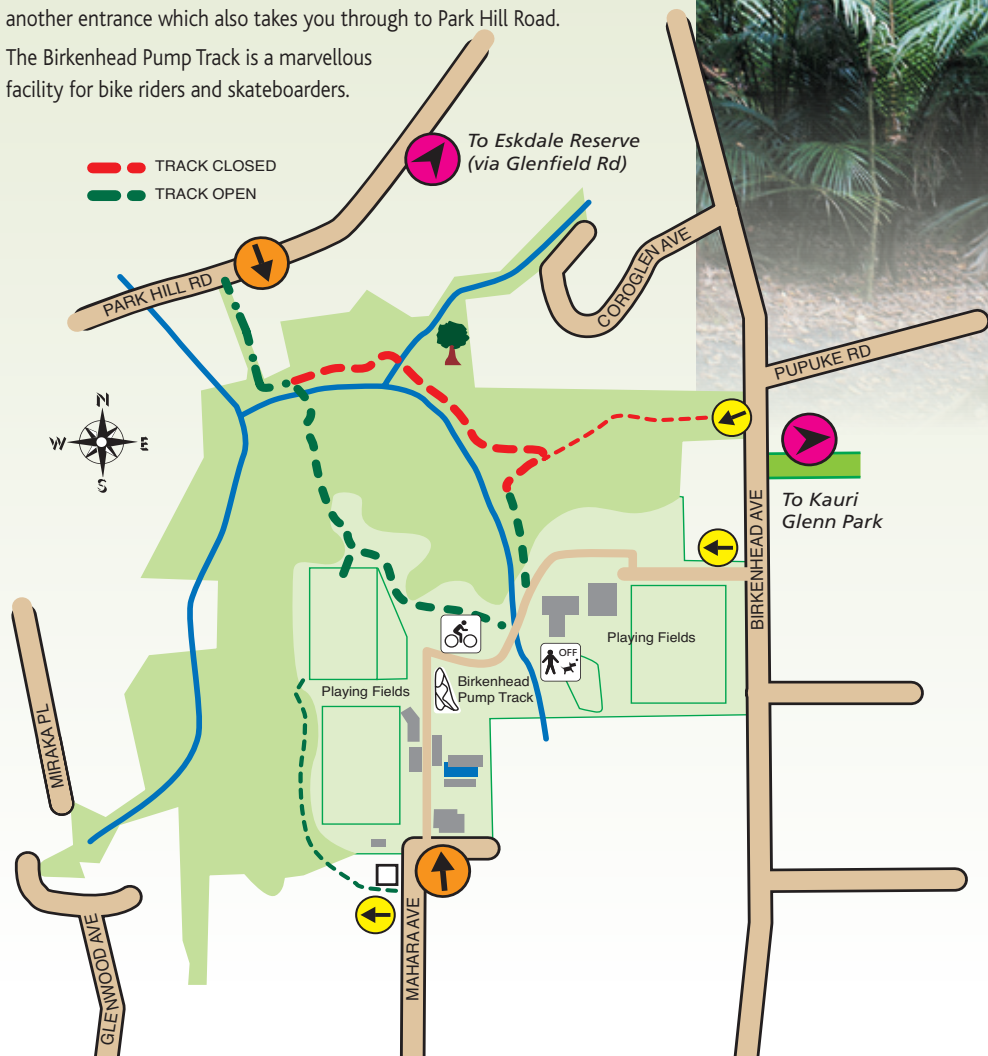 another entrance which also takes you through to Park Hill Road.
The Birkenhead Pump Track is a marvellous
facility for bike riders and skateboarders.
TRACK CLOSED
TRACK OPEN
To Eskdale Reserve
(via Glenfield Rd)
PARK HILL RD
COROGLEN AVE
PUPUKE RD
N
W E
S
To Kauri
Glenn Park
BIRKENHEAD AVE
OFF
Playing Fields
Birkenhead
Pump Track
Playing Fields
MIRAKA PL
GLENWOOD AVE
MAHARA AVE